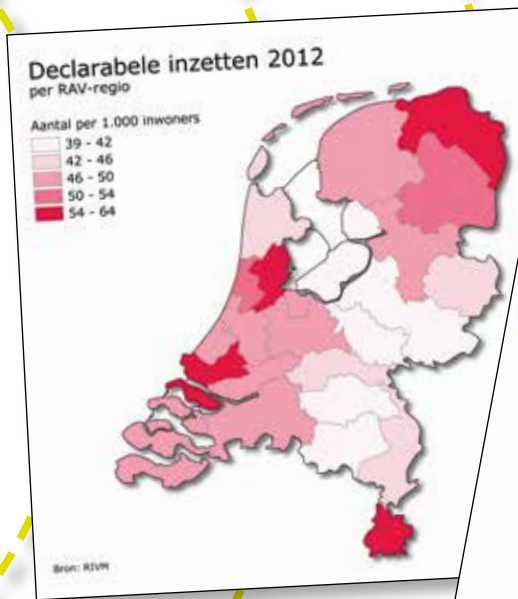 Declarabele inzetten 2012
per RAV-regio
Aantal per 1.000 inwoners
39 - 42
42 - 46
46 - 50
50 - 54
54 - 64
Bron: RIVM